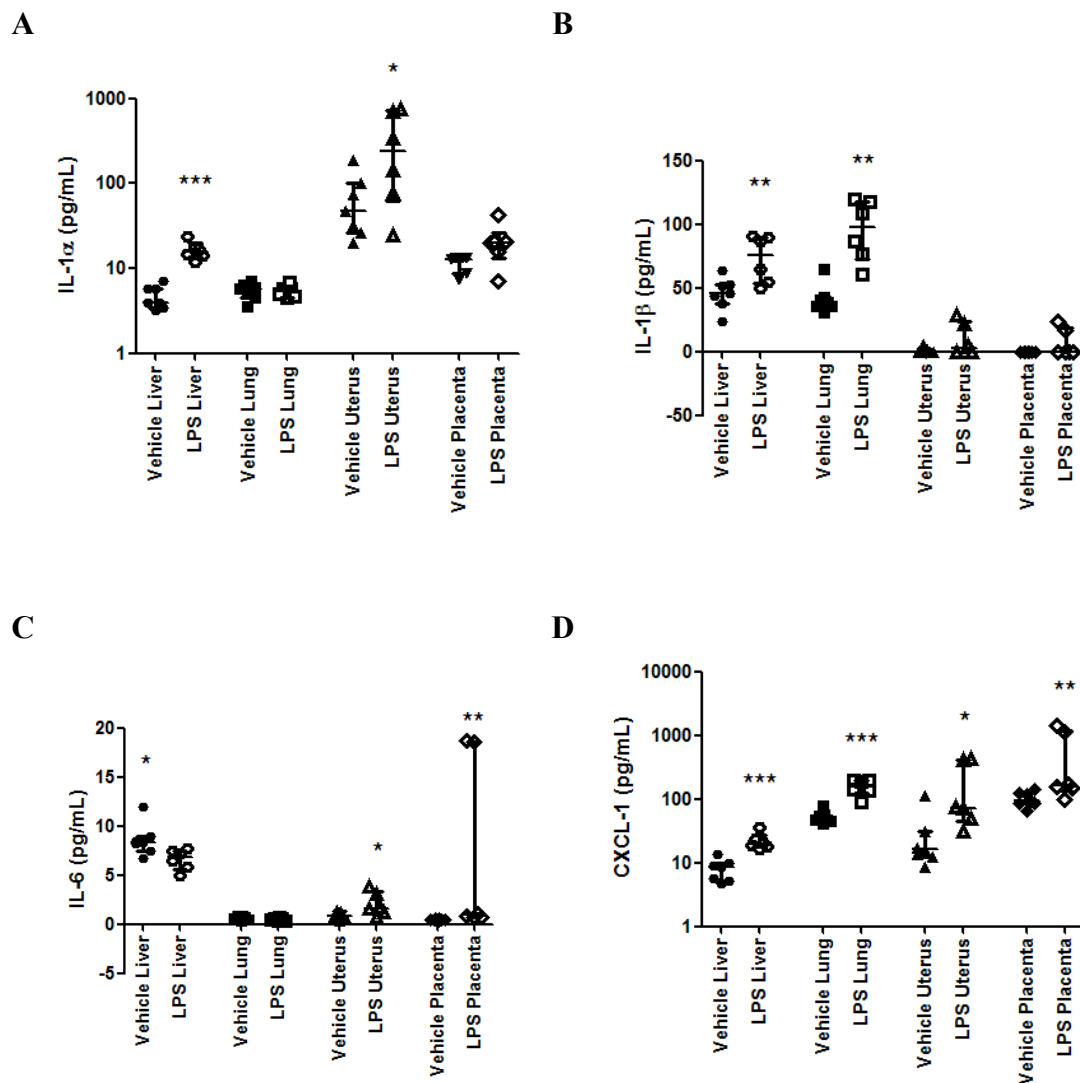 A
IL-1α (pg/mL)
1000
100
10
1
***
*
Vehicle Liver
LPS Liver
Vehicle Lung
LPS Lung
Vehicle Uterus
LPS Uterus
Vehicle Placenta
LPS Placenta
B
IL-1β (pg/mL)
150
100
50
0
-50
**
**
Vehicle Liver
LPS Liver
Vehicle Lung
LPS Lung
Vehicle Uterus
LPS Uterus
Vehicle Placenta
LPS Placenta
C
IL-6 (pg/mL)
20
15
10
5
0
-5
*
*
**
Vehicle Liver
LPS Liver
Vehicle Lung
LPS Lung
Vehicle Uterus
LPS Uterus
Vehicle Placenta
LPS Placenta
D
CXCL-1 (pg/mL)
10000
1000
100
10
1
***
***
*
**
Vehicle Liver
LPS Liver
Vehicle Lung
LPS Lung
Vehicle Uterus
LPS Uterus
Vehicle Placenta
LPS Placenta